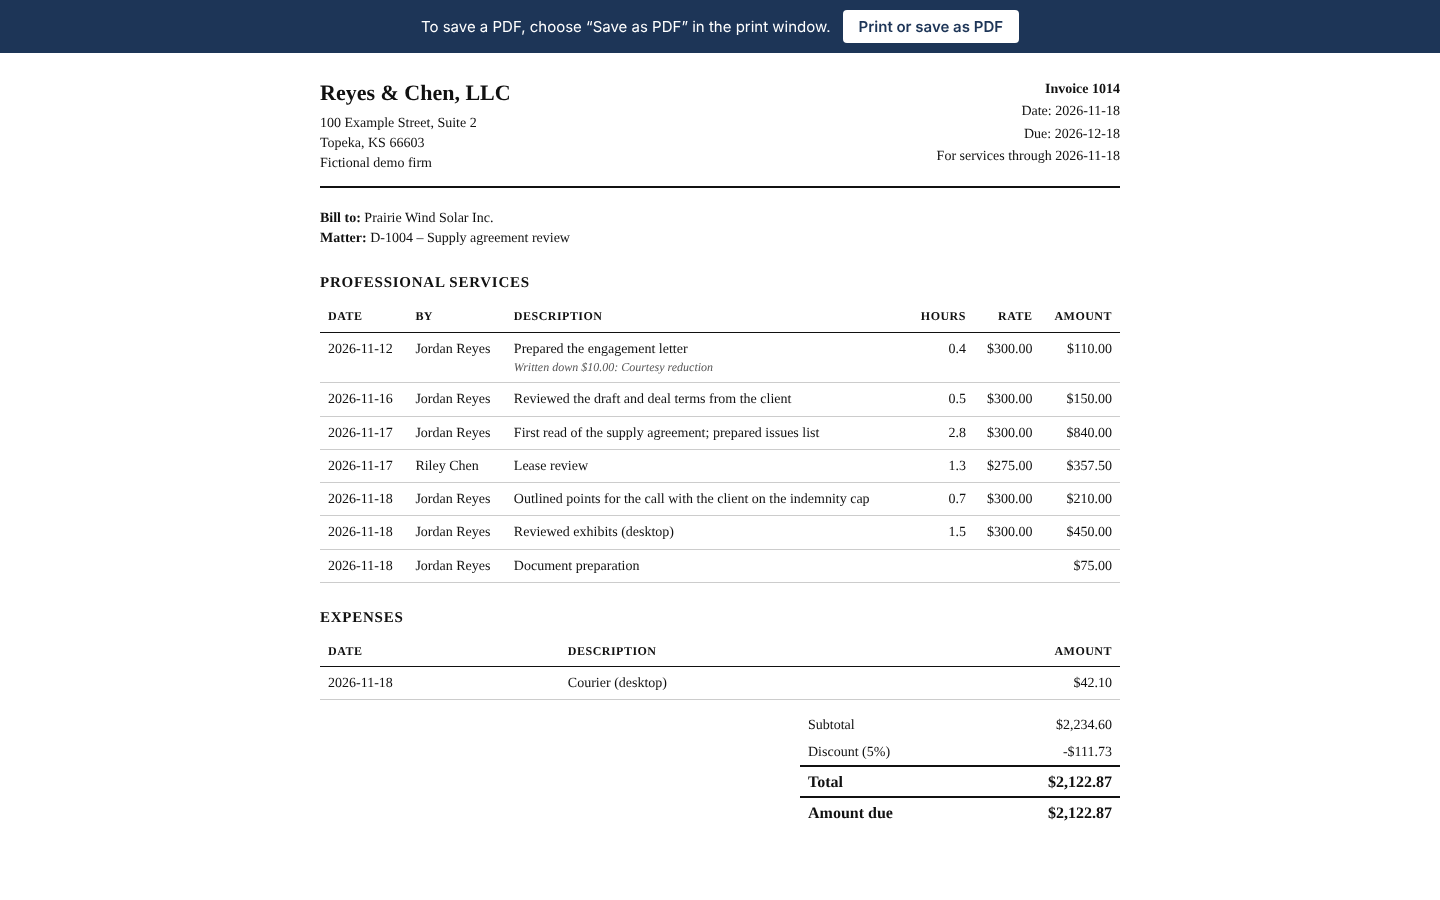 To save a PDF, choose “Save as PDF” in the print window. Print or save as PDF
Reyes & Chen, LLC
100 Example Street, Suite 2
Topeka, KS 66603
Fictional demo firm
Invoice 1014
Date: 2026-11-18
Due: 2026-12-18
For services through 2026-11-18
Bill to: Prairie Wind Solar Inc.
Matter: D-1004 – Supply agreement review
PROFESSIONAL SERVICES
DATE BY DESCRIPTION HOURS RATE AMOUNT
2026-11-12 Jordan Reyes Prepared the engagement letter 0.4 $300.00 $110.00
Written down $10.00: Courtesy reduction
2026-11-16 Jordan Reyes Reviewed the draft and deal terms from the client 0.5 $300.00 $150.00
2026-11-17 Jordan Reyes First read of the supply agreement; prepared issues list 2.8 $300.00 $840.00
2026-11-17 Riley Chen Lease review 1.3 $275.00 $357.50
2026-11-18 Jordan Reyes Outlined points for the call with the client on the indemnity cap 0.7 $300.00 $210.00
2026-11-18 Jordan Reyes Reviewed exhibits (desktop) 1.5 $300.00 $450.00
2026-11-18 Jordan Reyes Document preparation $75.00
EXPENSES
DATE DESCRIPTION AMOUNT
2026-11-18 Courier (desktop) $42.10
Subtotal $2,234.60
Discount (5%) -$111.73
Total $2,122.87
Amount due $2,122.87